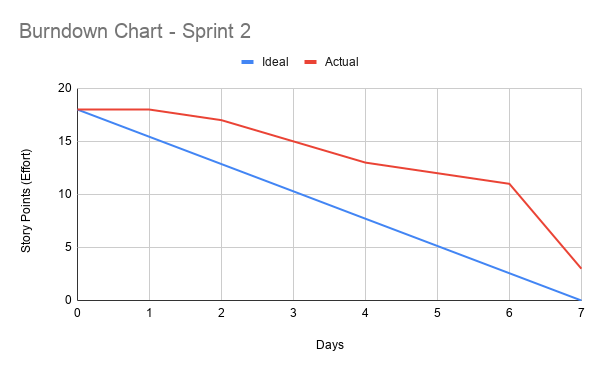 Burndown Chart - Sprint 2
Ideal Actual
Story Points (Effort)
20
15
10
5
0
0 1 2 3 4 5 6 7
Days